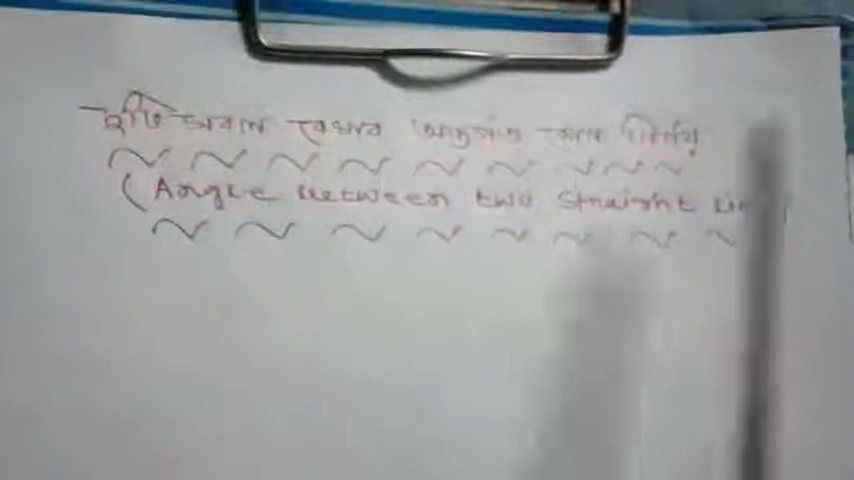 দুটি সরল রেখার অন্তর্গত কোণ নির্ণয়
(Angle between two straight